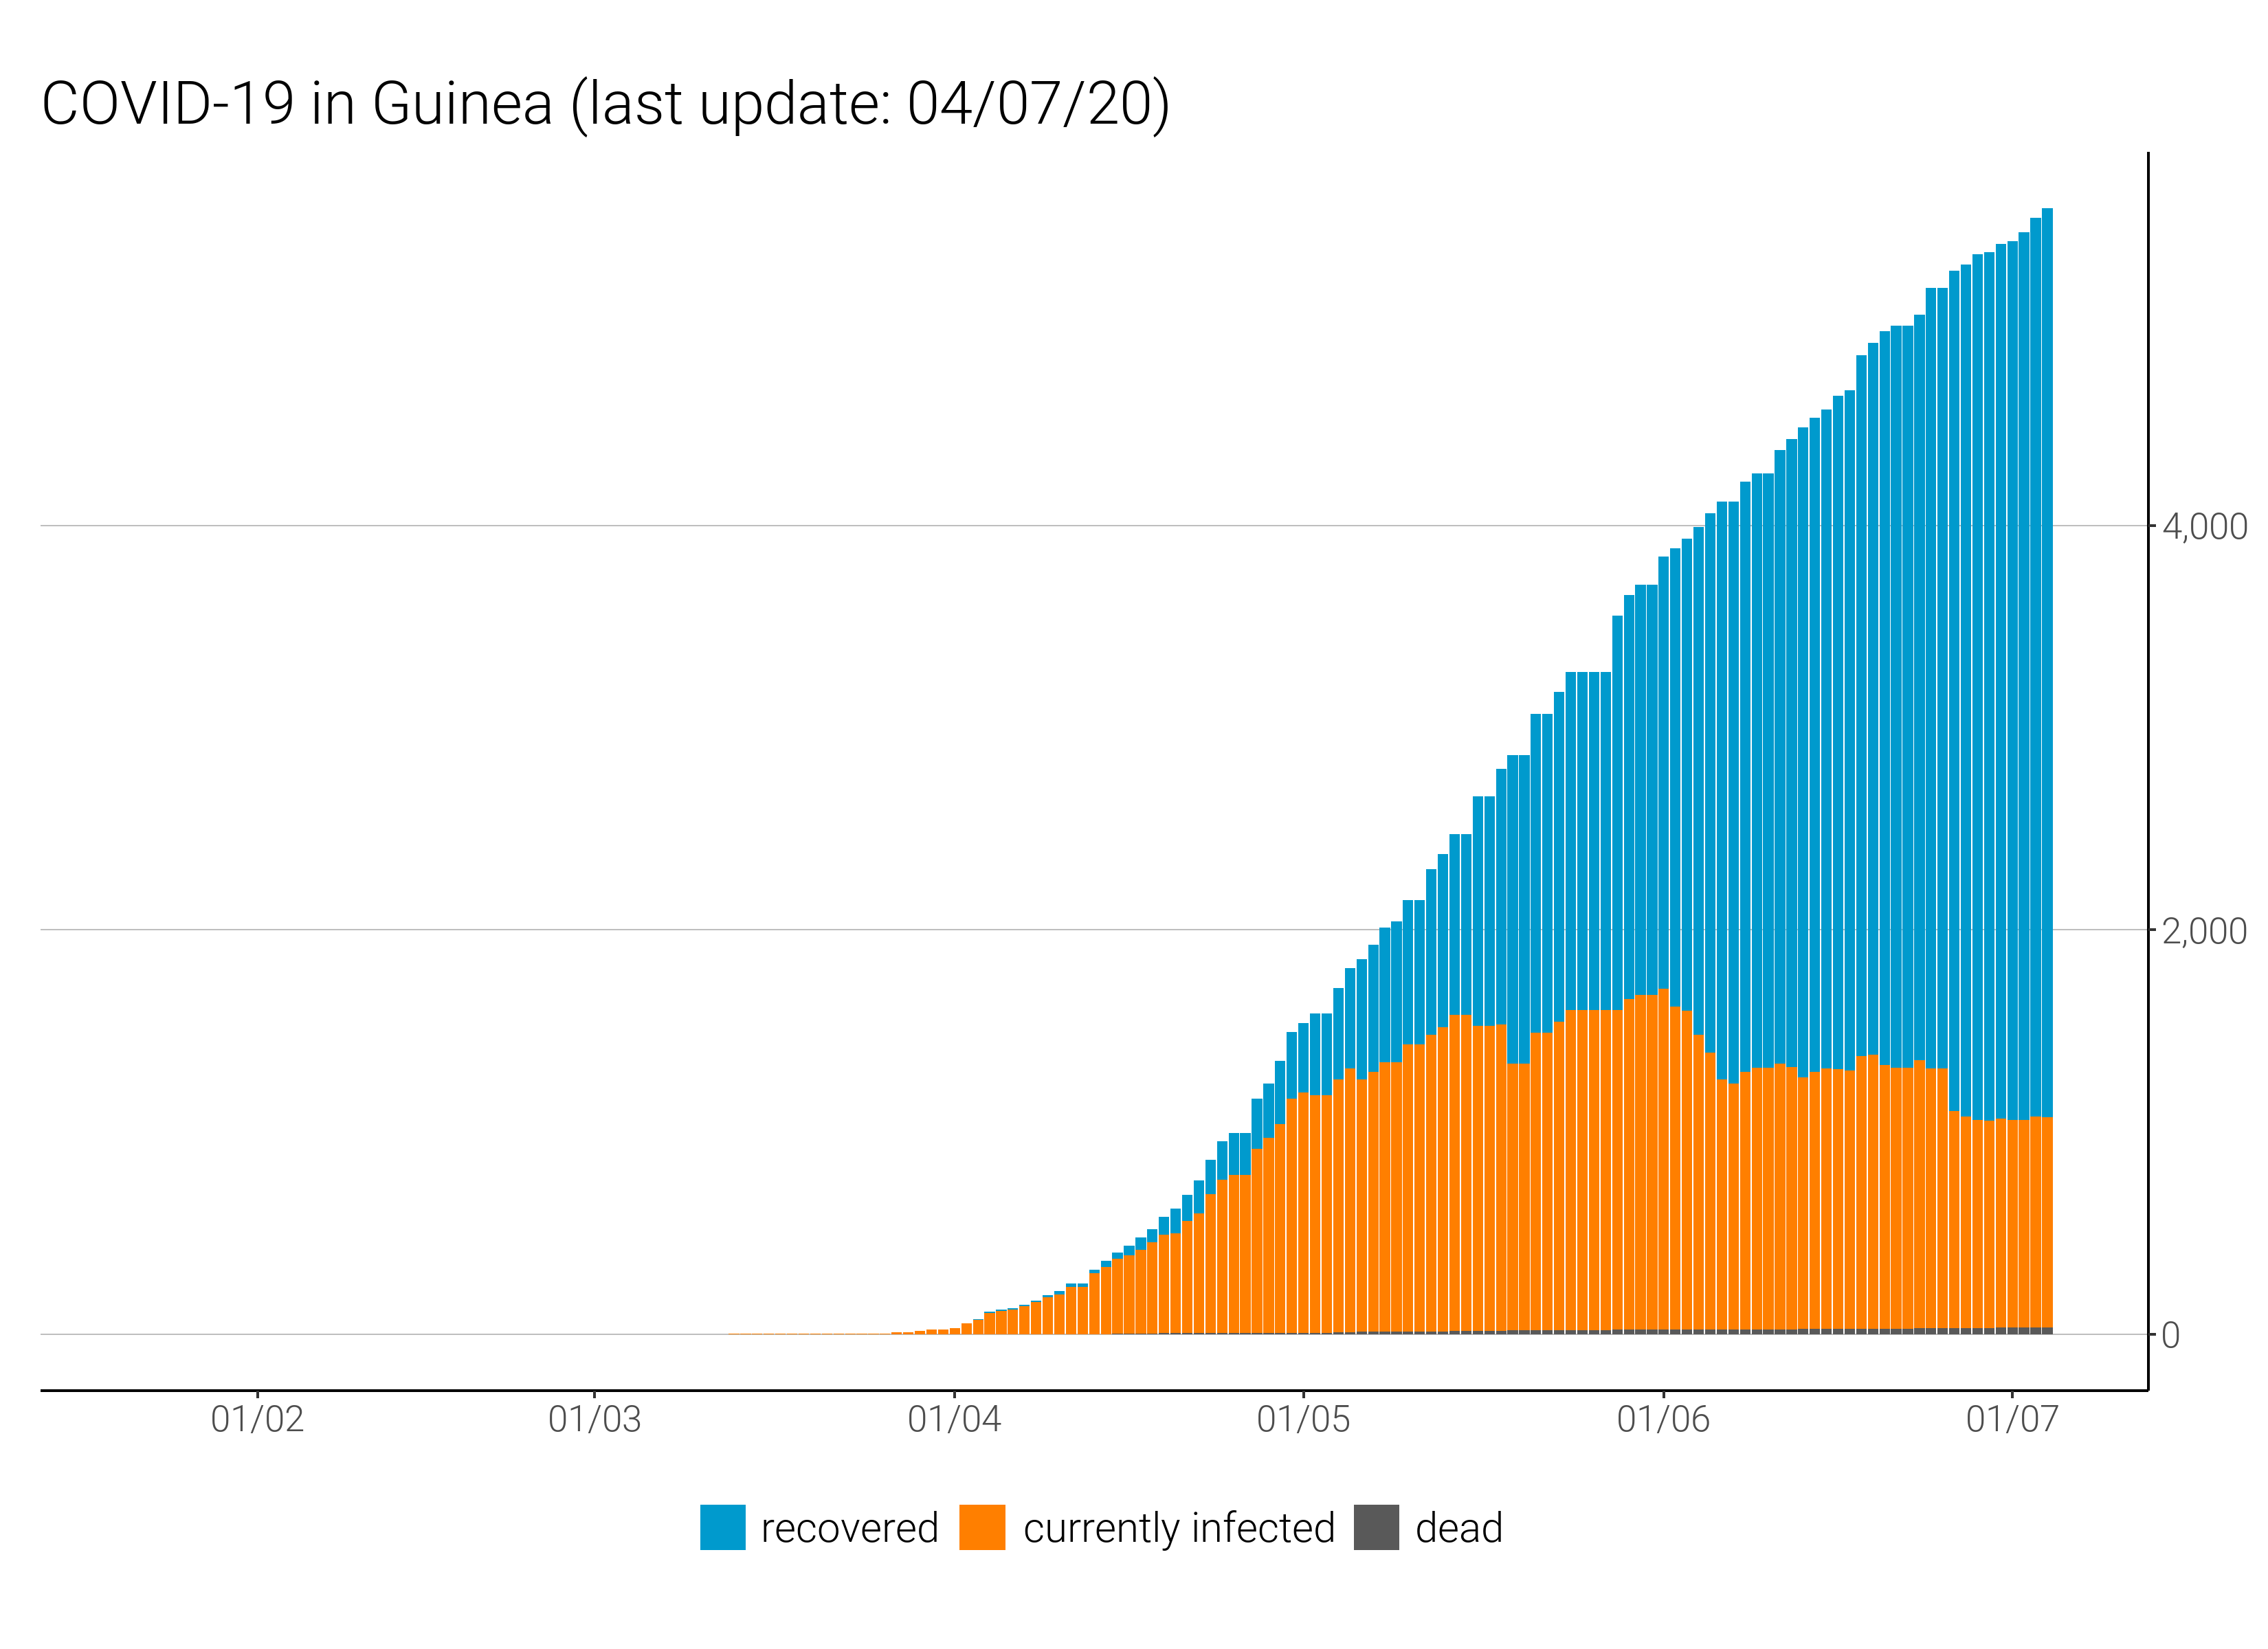 COVID-19 in Guinea (last update: 04/07/20)
4,000
2,000
0
01/02 01/03 01/04 01/05 01/06 01/07
recovered currently infected dead